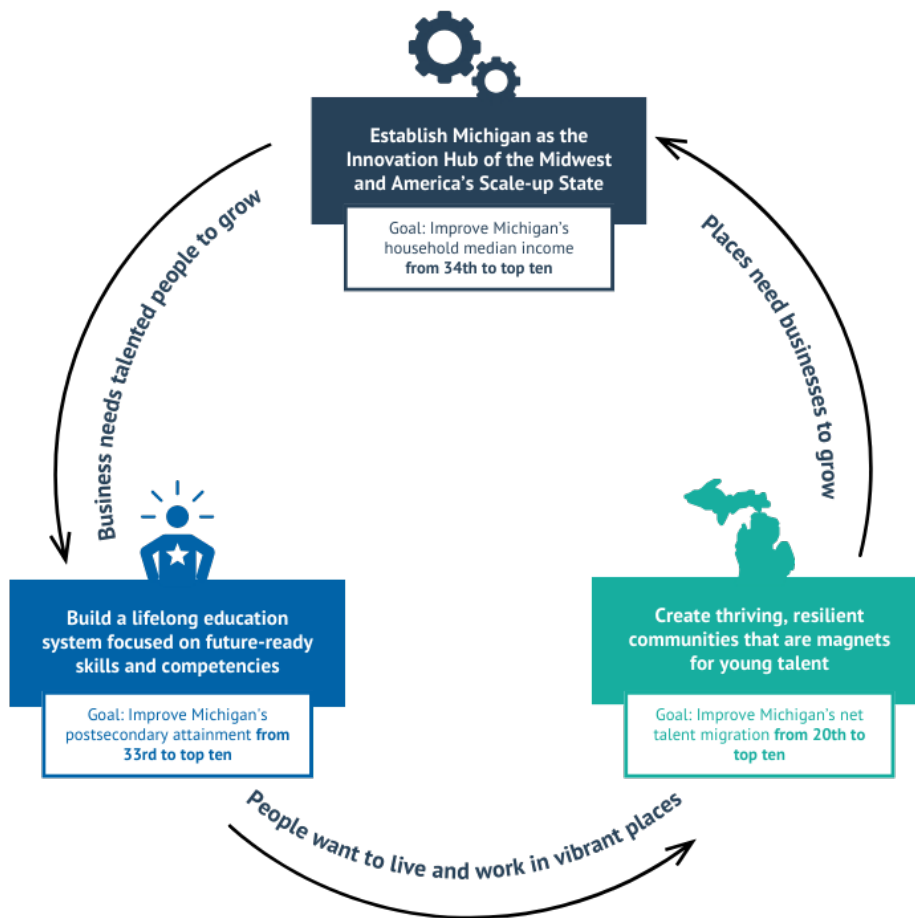 Establish Michigan as the
Innovation Hub of the Midwest
and America’s Scale-up State
Goal: Improve Michigan’s
household median income
from 34th to top ten
Business needs talented people to grow
Places need businesses to grow
Build a lifelong education
system focused on future-ready
skills and competencies
Goal: Improve Michigan's
postsecondary attainment from
33rd to top ten
Create thriving, resilient
communities that are magnets
for young talent
Goal: Improve Michigan’s net
talent migration from 20th to
top ten
People want to live and work in vibrant places